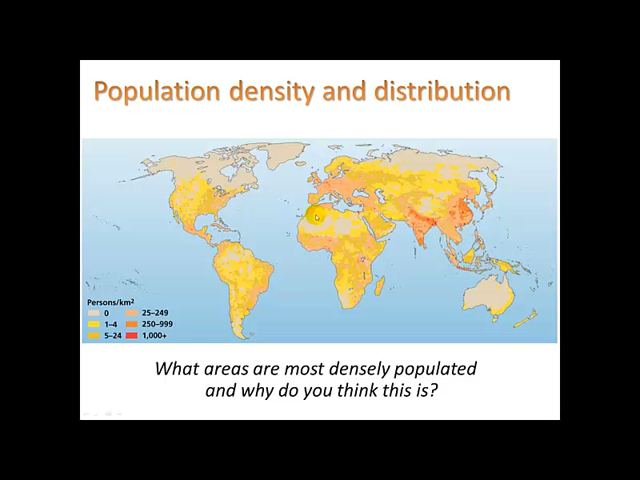 Population density and distribution
Persons/km²
0
1–4
5–24
25–249
250–999
1,000+
What areas are most densely populated
and why do you think this is?